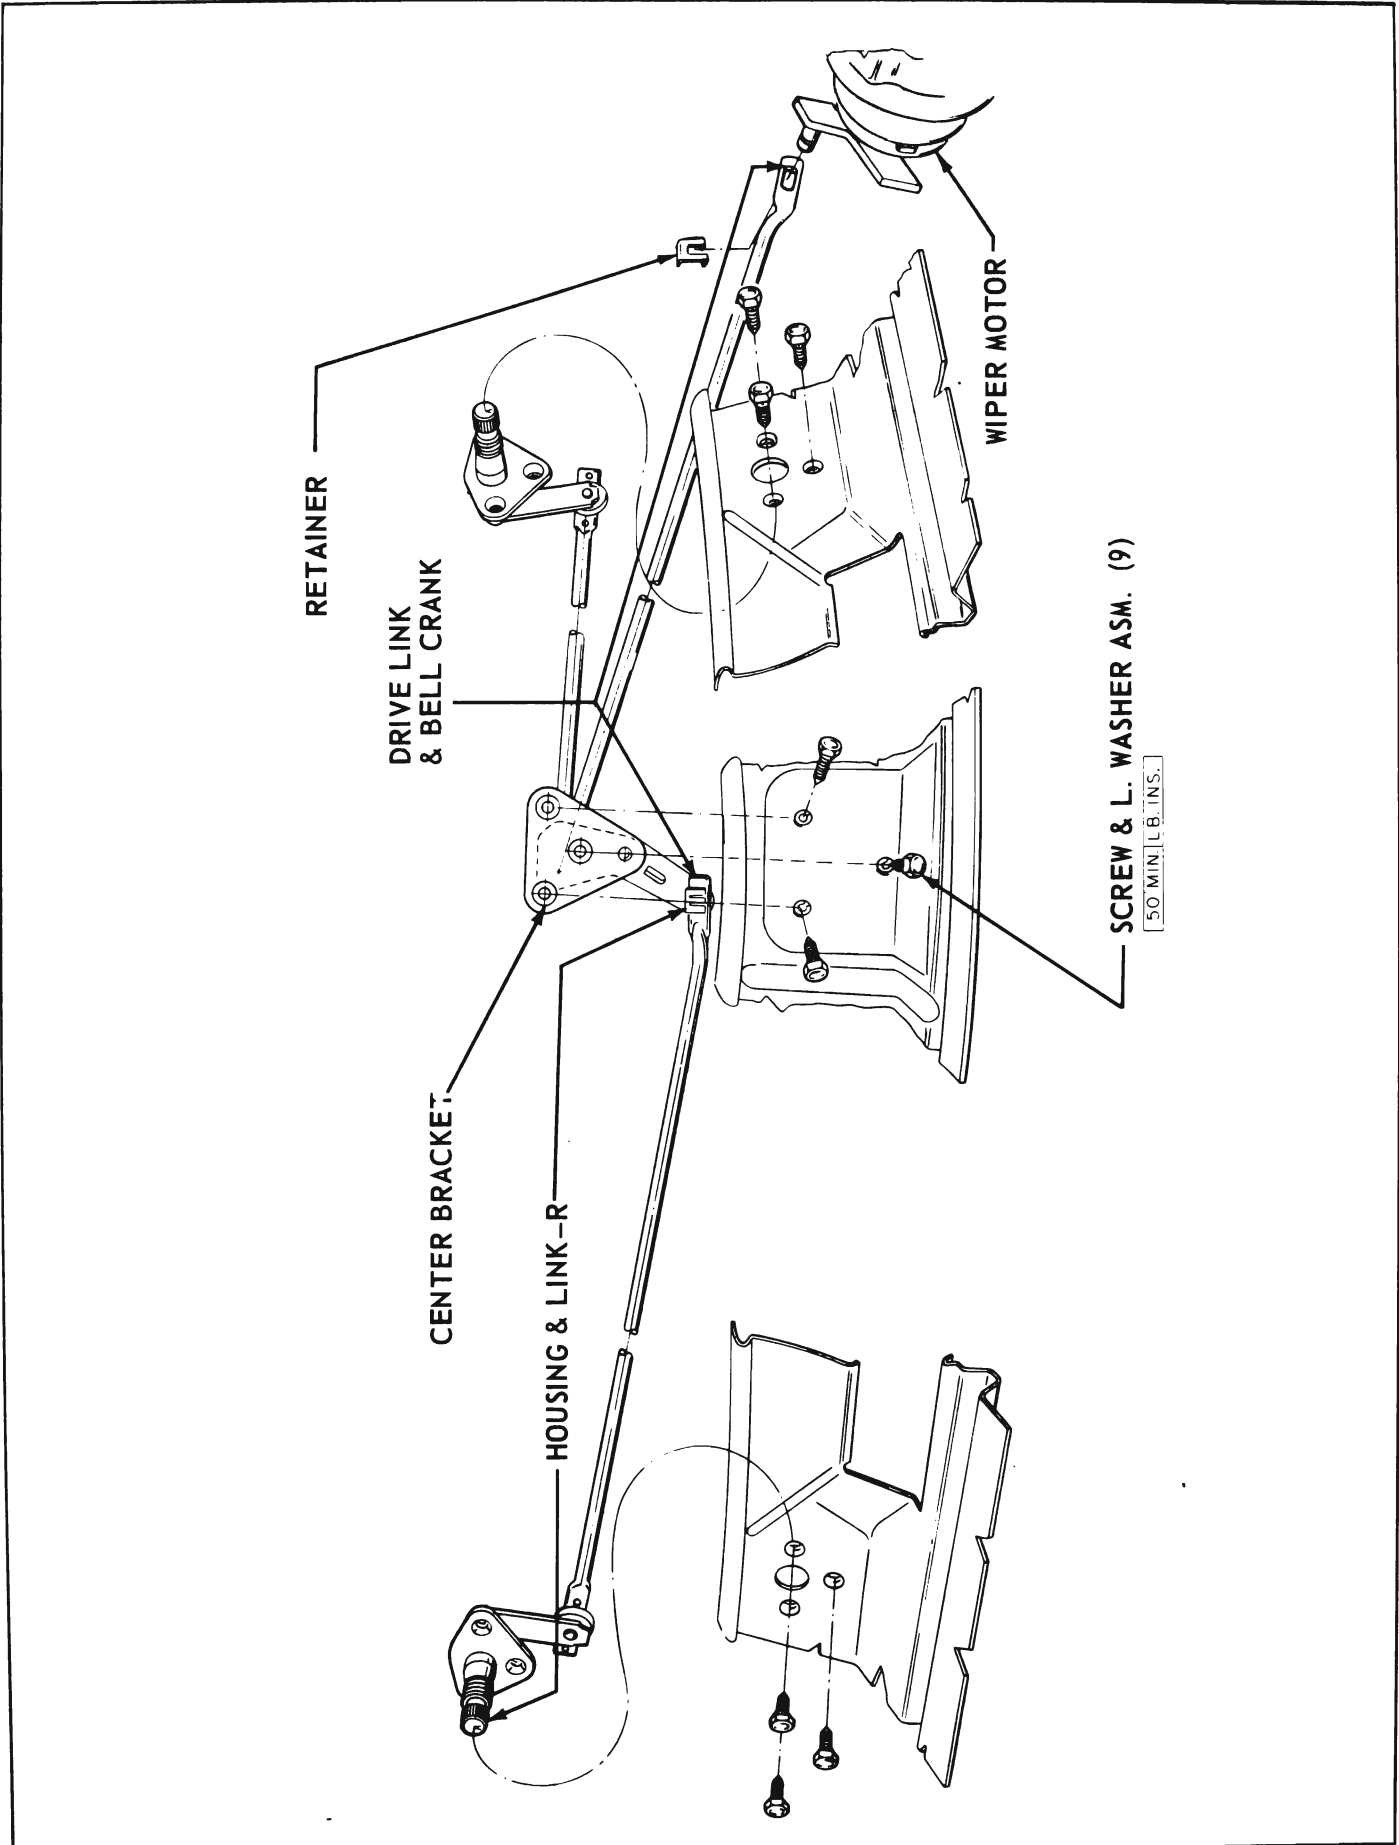 RETAINER
DRIVE LINK
& BELL CRANK
CENTER BRACKET
HOUSING & LINK-R
WIPER MOTOR
SCREW & L. WASHER ASM. (9)
50 MIN. LB. INS.